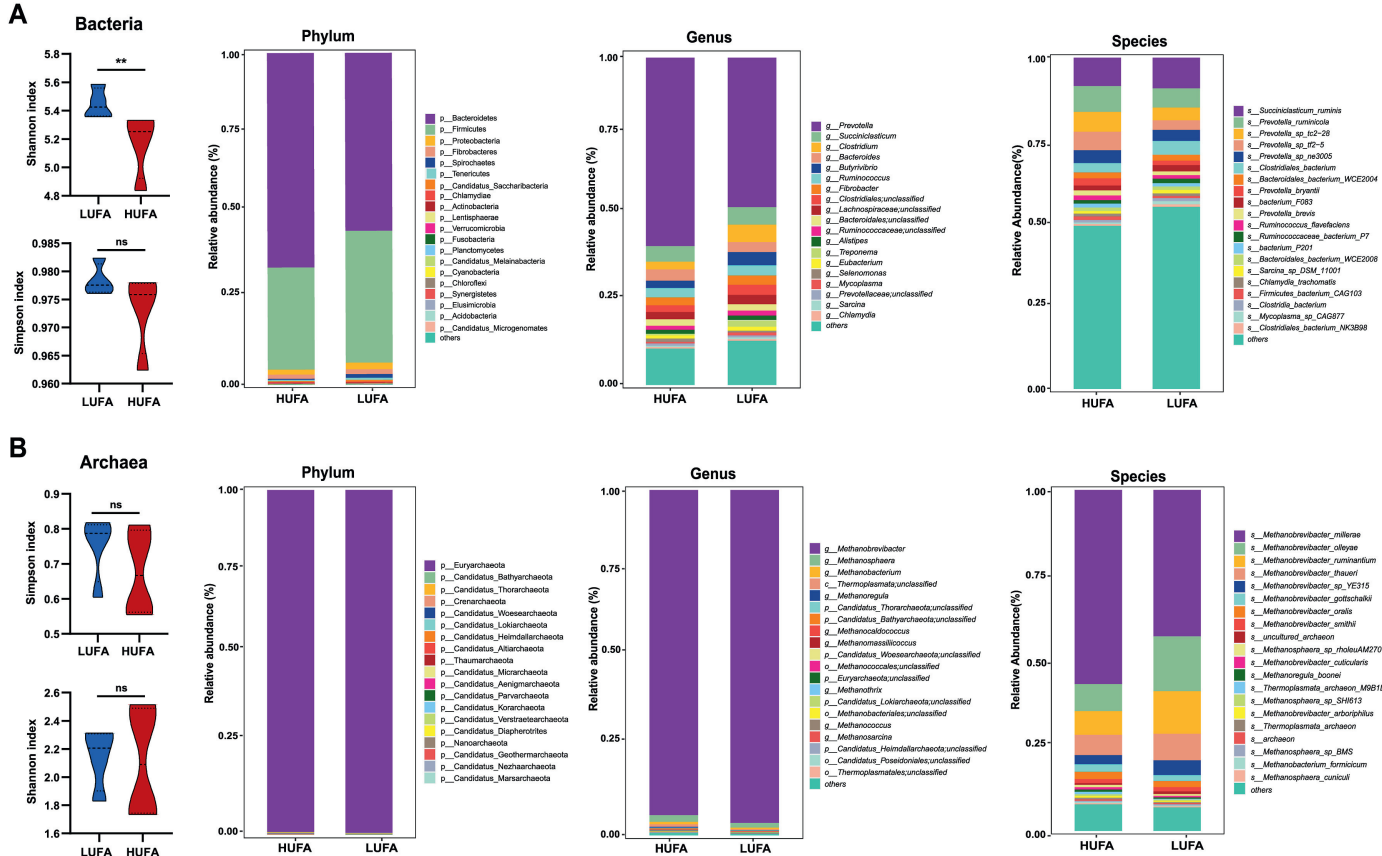 A
Bacteria
Shannon index
5.8
5.6
5.4
5.2
5.0
4.8
**
LUFA HUFA
Simpson index
0.985
0.980
0.975
0.970
0.965
0.960
ns
LUFA HUFA
Phylum
Relative abundance (%)
1.00
0.75
0.50
0.25
0.00
HUFA LUFA
p__Bacteroidetes
p__Firmicutes
p__Proteobacteria
p__Fibrobacteres
p__Spirochaetes
p__Tenericutes
p__Candidatus_Saccharibacteria
p__Chlamydiae
p__Actinobacteria
p__Lentisphaerae
p__Verrucomicrobia
p__Fusobacteria
p__Planctomycetes
p__Candidatus_Melainabacteria
p__Cyanobacteria
p__Chloroflexi
p__Synergistetes
p__Elusimicrobia
p__Acidobacteria
p__Candidatus_Microgenomates
others
Genus
Relative abundance (%)
1.00
0.75
0.50
0.25
0.00
HUFA LUFA
g__Prevotella
g__Succiniclasticum
g__Clostridium
g__Bacteroides
g__Butyrivibrio
g__Ruminococcus
g__Fibrobacter
g__Clostridiales;unclassified
g__Lachnospiraceae;unclassified
g__Bacteroidales;unclassified
g__Ruminococcaceae;unclassified
g__Alistipes
g__Treponema
g__Eubacterium
g__Selenomonas
g__Mycoplasma
g__Prevotellaceae;unclassified
g__Sarcina
g__Chlamydia
others
Species
Relative Abundance(%)
1.00
0.75
0.50
0.25
0.00
HUFA LUFA
s__Succiniclasticum_ruminis
s__Prevotella_ruminicola
s__Prevotella_sp_tc2-28
s__Prevotella_sp_tf2-5
s__Prevotella_sp_ne3005
s__Clostridiales_bacterium
s__Bacteroidales_bacterium_WCE2004
s__Prevotella_bryantii
s__bacterium_F083
s__Prevotella_brevis
s__Ruminococcus_flavefaciens
s__Ruminococcaceae_bacterium_P7
s__bacterium_P201
s__Bacteroidales_bacterium_WCE2008
s__Sarcina_sp_DSM_11001
s__Chlamydia_trachomatis
s__Firmicutes_bacterium_CAG103
s__Clostridia_bacterium
s__Mycoplasma_sp_CAG877
s__Clostridiales_bacterium_NK3B98
others
B
Archaea
Simpson index
0.9
0.8
0.7
0.6
0.5
ns
LUFA HUFA
Shannon index
2.6
2.4
2.2
2.0
1.8
1.6
ns
LUFA HUFA
Phylum
Relative abundance (%)
1.00
0.75
0.50
0.25
0.00
HUFA LUFA
p__Euryarchaeota
p__Candidatus_Bathyarchaeota
p__Candidatus_Thorarchaeota
p__Crenarchaeota
p__Candidatus_Woesearchaeota
p__Candidatus_Lokiarchaeota
p__Candidatus_Heimdallarchaeota
p__Candidatus_Altiarchaeota
p__Thaumarchaeota
p__Candidatus_Micrarchaeota
p__Candidatus_Aenigmarchaeota
p__Candidatus_Parvarchaeota
p__Candidatus_Korarchaeota
p__Candidatus_Verstraetearchaeota
p__Candidatus_Diapherotrites
p__Nanoarchaeota
p__Candidatus_Geothermarchaeota
p__Candidatus_Nezhaarchaeota
p__Candidatus_Marsarchaeota
Genus
Relative abundance (%)
1.00
0.75
0.50
0.25
0.00
HUFA LUFA
g__Methanobrevibacter
g__Methanosphaera
g__Methanobacterium
c__Thermoplasmata;unclassified
g__Methanoregula
p__Candidatus_Thorarchaeota;unclassified
p__Candidatus_Bathyarchaeota;unclassified
g__Methanocaldococcus
g__Methanomassiliicoccus
p__Candidatus_Woesearchaeota;unclassified
o__Methanococcales;unclassified
p__Euryarchaeota;unclassified
g__Methanothrix
p__Candidatus_Lokiarchaeota;unclassified
o__Methanobacteriales;unclassified
g__Methanococcus
g__Methanosarcina
p__Candidatus_Heimdallarchaeota;unclassified
o__Candidatus_Poseidoniales;unclassified
o__Thermoplasmatales;unclassified
others
Species
Relative Abundance(%)
1.00
0.75
0.50
0.25
0.00
HUFA LUFA
s__Methanobrevibacter_millerae
s__Methanobrevibacter_olleyae
s__Methanobrevibacter_ruminantium
s__Methanobrevibacter_thaueri
s__Methanobrevibacter_sp_YE315
s__Methanobrevibacter_gottschalkii
s__Methanobrevibacter_oralis
s__Methanobrevibacter_smithii
s__uncultured_archaeon
s__Methanosphaera_sp_rholeuAM270
s__Methanobrevibacter_cuticularis
s__Methanoregula_boonei
s__Thermoplasmata_archaeon_M9B1D
s__Methanosphaera_sp_SHI613
s__Methanobrevibacter_arboriphilus
s__Thermoplasmata_archaeon
s__archaeon
s__Methanosphaera_sp_BMS
s__Methanobacterium_formicicum
s__Methanosphaera_cuniculi
others